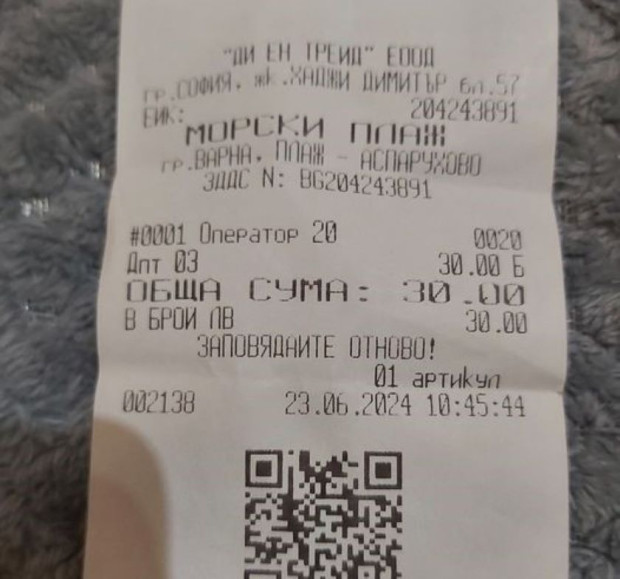 "ДИ ЕН ТРЕЙД" ЕООД
гр.СОФИЯ, жк.ХАДЖИ ДИМИТЪР бл.57
ЕИК: 204243891
МОРСКИ ПЛАЖ
гр.ВАРНА, ПЛАЖ - АСПАРУХОВО
ЗДДС N: BG204243891
#0001 Оператор 20 0020
Дпт 03 30.00 Б
ОБЩА СУМА: 30.00
В БРОИ ЛВ 30.00
ЗАПОВЯДАЙТЕ ОТНОВО!
01 артикул
002138 23.06.2024 10:45:44